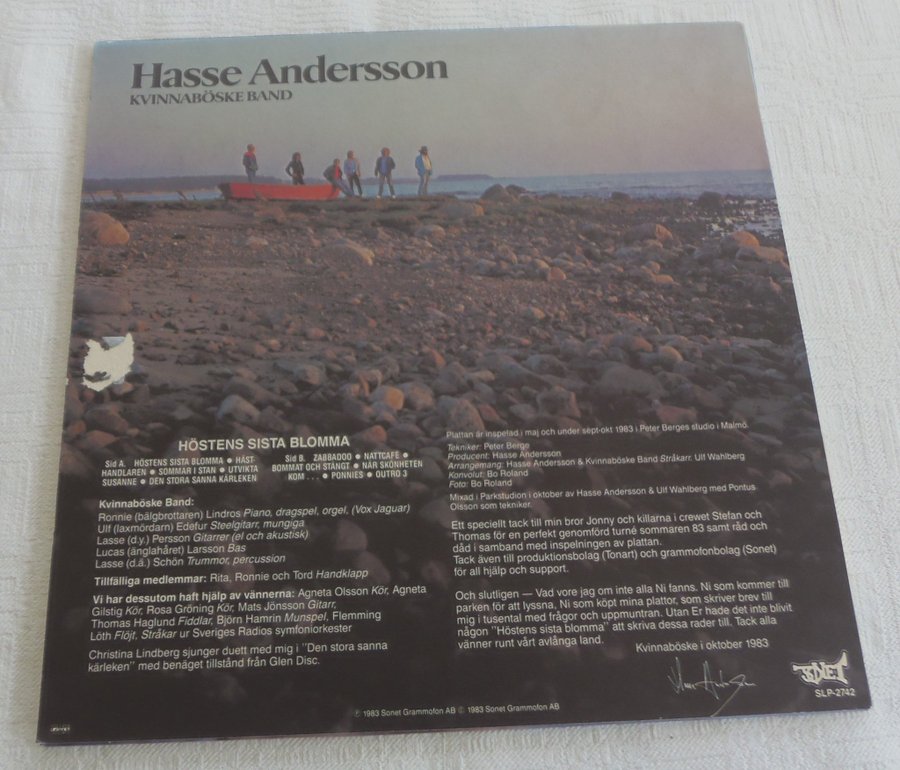 Hasse Andersson
KVINNABÖSKE BAND
HÖSTENS SISTA BLOMMA
Sid A. HÖSTENS SISTA BLOMMA ● HÄST-
HANDLAREN ● SOMMAR I STAN ● UTVIKTA
SUSANNE ● DEN STORA SANNA KÄRLEKEN
Sid B. ZABBADOO ● NATTCAFÉ ●
BOMMAT OCH STÄNGT ● NÄR SKÖNHETEN
KOM . . . ● PONNIES ● OUTRO 3
Kvinnaböske Band:
Ronnie (bälgbrottaren) Lindros Piano, dragspel, orgel, (Vox Jaguar)
Ulf (laxmördarn) Edefur Steelgitarr, mungiga
Lasse (d.y.) Persson Gitarrer (el och akustisk)
Lucas (änglahåret) Larsson Bas
Lasse (d.ä.) Schön Trummor, percussion
Tillfälliga medlemmar: Rita, Ronnie och Tord Handklapp
Vi har dessutom haft hjälp av vännerna: Agneta Olsson Kör, Agneta
Gilstig Kör, Rosa Gröning Kör, Mats Jönsson Gitarr,
Thomas Haglund Fiddlar, Björn Hamrin Munspel, Flemming
Löth Flöjt. Stråkar ur Sveriges Radios symfoniorkester
Christina Lindberg sjunger duett med mig i "Den stora sanna
kärleken" med benäget tillstånd från Glen Disc.
Plattan är inspelad i maj och under sept-okt 1983 i Peter Berges studio i Malmö.
Tekniker: Peter Berge
Producent: Hasse Andersson
Arrangemang: Hasse Andersson & Kvinnaböske Band Stråkarr. Ulf Wahlberg
Konvolut: Bo Roland
Foto: Bo Roland
Mixad i Parkstudion i oktober av Hasse Andersson & Ulf Wahlberg med Pontus
Olsson som tekniker.
Ett speciellt tack till min bror Jonny och killarna i crewet Stefan och
Thomas för en perfekt genomförd turné sommaren 83 samt råd och
dåd i samband med inspelningen av plattan.
Tack även till produktionsbolag (Tonart) och grammofonbolag (Sonet)
för all hjälp och support.
Och slutligen — Vad vore jag om inte alla Ni fanns. Ni som kommer till
parken för att lyssna, Ni som köpt mina plattor, som skriver brev till
mig i tusental med frågor och uppmuntran. Utan Er hade det inte blivit
någon "Höstens sista blomma" att skriva dessa rader till. Tack alla
vänner runt vårt avlånga land.
Kvinnaböske i oktober 1983
SONET
SLP-2742
℗ 1983 Sonet Grammofon AB © 1983 Sonet Grammofon AB